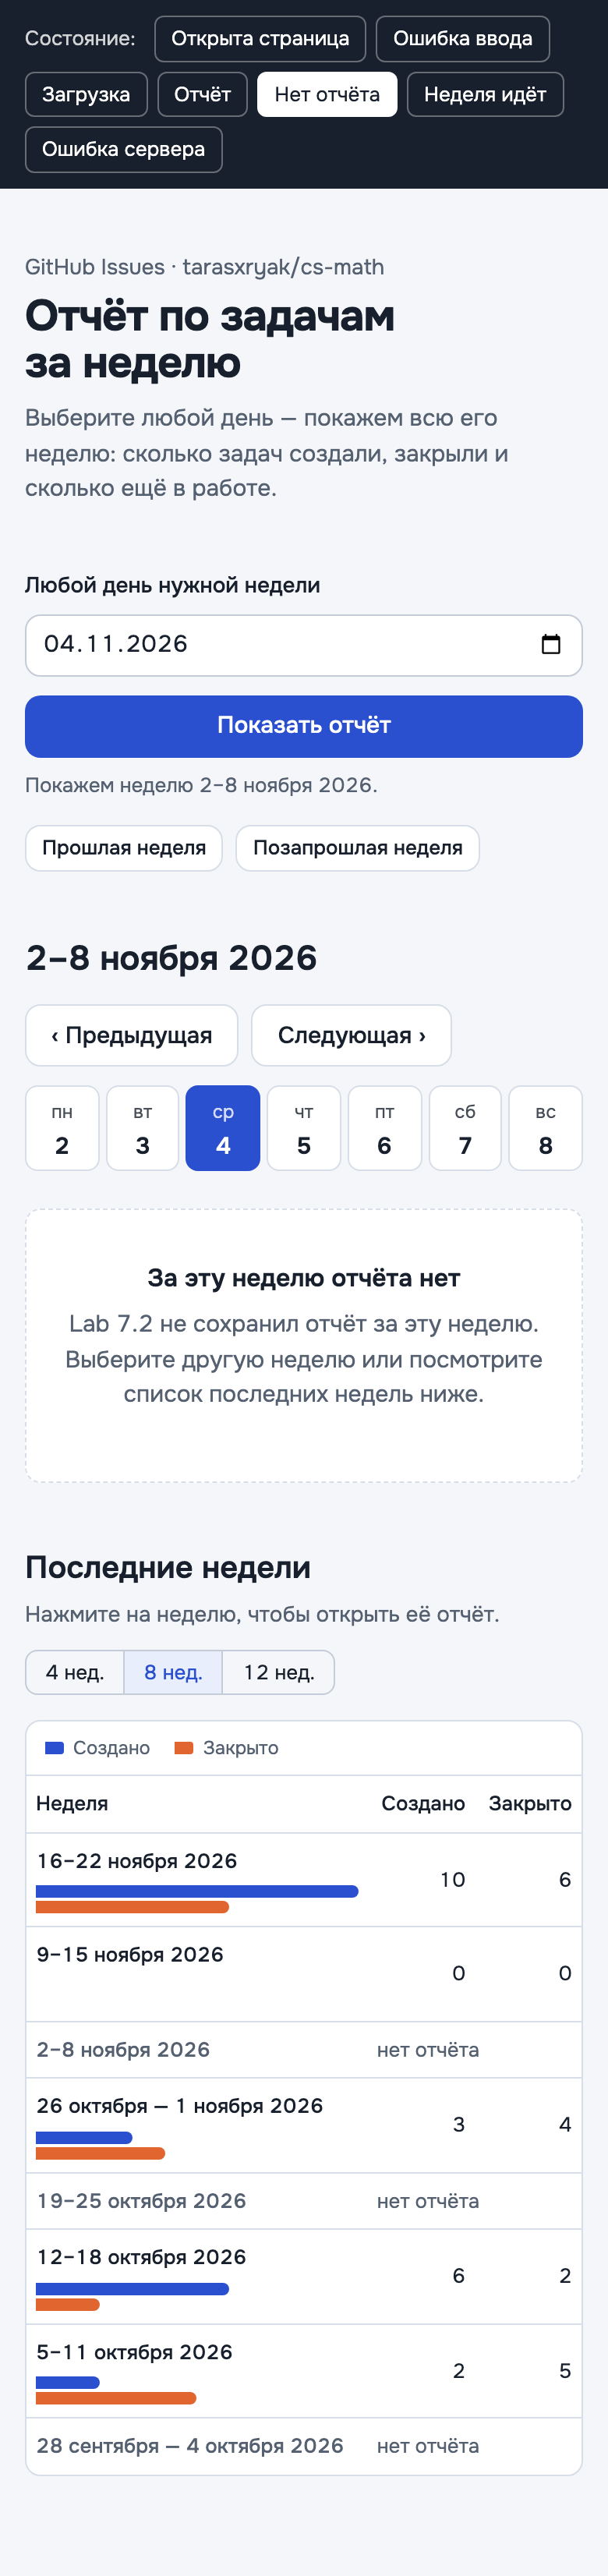 Состояние: Открыта страница Ошибка ввода
Загрузка Отчёт Нет отчёта Неделя идёт
Ошибка сервера
GitHub Issues · tarasxryak/cs-math
Отчёт по задачам
за неделю
Выберите любой день — покажем всю его
неделю: сколько задач создали, закрыли и
сколько ещё в работе.
Любой день нужной недели
04.11.2026
Показать отчёт
Покажем неделю 2–8 ноября 2026.
Прошлая неделя Позапрошлая неделя
2–8 ноября 2026
‹ Предыдущая Следующая ›
пн вт ср чт пт сб вс
2 3 4 5 6 7 8
За эту неделю отчёта нет
Lab 7.2 не сохранил отчёт за эту неделю.
Выберите другую неделю или посмотрите
список последних недель ниже.
Последние недели
Нажмите на неделю, чтобы открыть её отчёт.
4 нед. 8 нед. 12 нед.
Создано Закрыто
Неделя Создано Закрыто
16–22 ноября 2026 10 6
9–15 ноября 2026 0 0
2–8 ноября 2026 нет отчёта
26 октября — 1 ноября 2026 3 4
19–25 октября 2026 нет отчёта
12–18 октября 2026 6 2
5–11 октября 2026 2 5
28 сентября — 4 октября 2026 нет отчёта